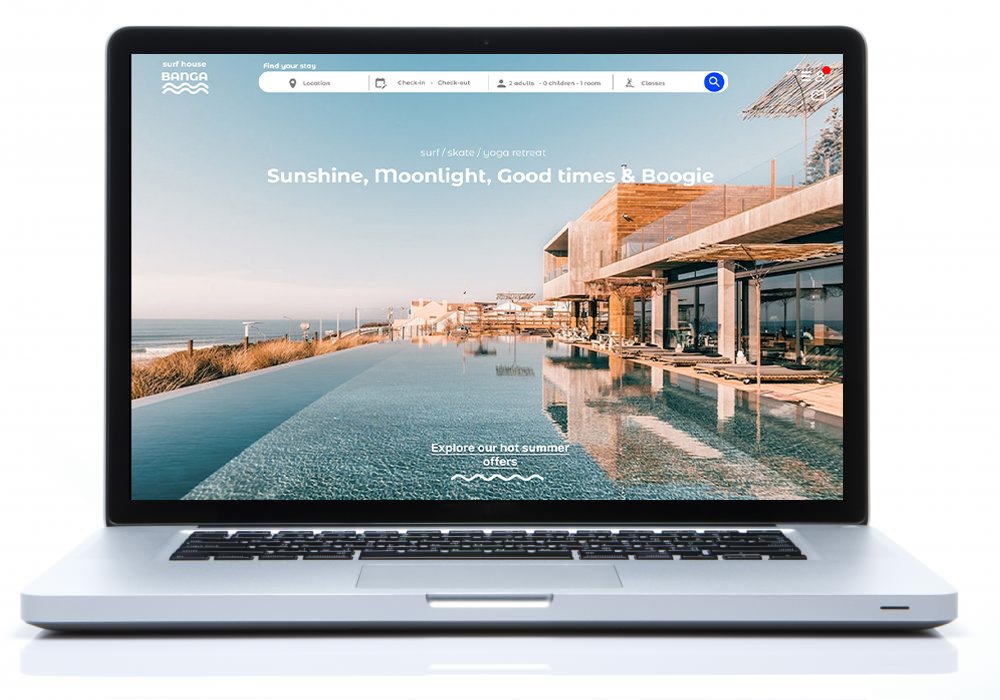 surf house
BANGA
Find your stay
Location
Check-in - Check-out
2 adults - 0 children - 1 room
Classes
surf / skate / yoga retreat
Sunshine, Moonlight, Good times & Boogie
Explore our hot summer
offers